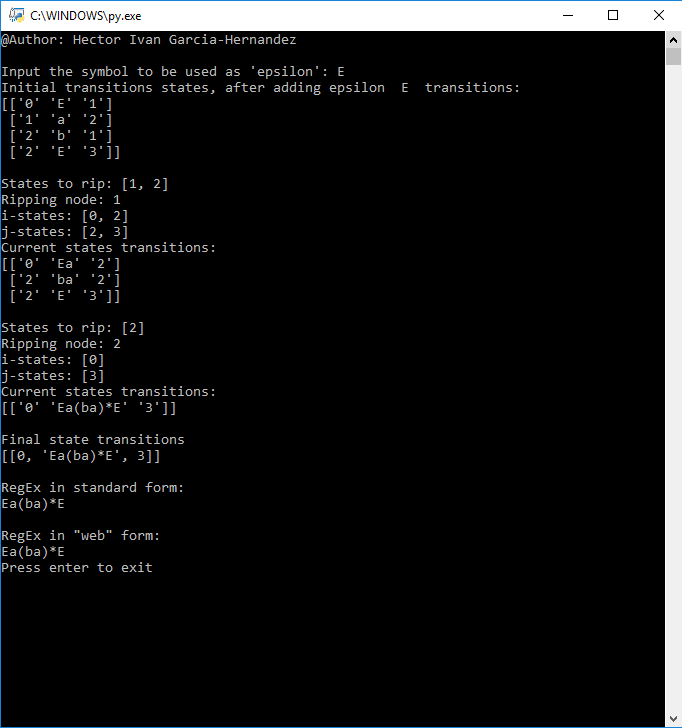 C:\WINDOWS\py.exe
@Author: Hector Ivan Garcia-Hernandez
Input the symbol to be used as 'epsilon': E
Initial transitions states, after adding epsilon  E  transitions:
[['0' 'E' '1']
 ['1' 'a' '2']
 ['2' 'b' '1']
 ['2' 'E' '3']]
States to rip: [1, 2]
Ripping node: 1
i-states: [0, 2]
j-states: [2, 3]
Current states transitions:
[['0' 'Ea' '2']
 ['2' 'ba' '2']
 ['2' 'E' '3']]
States to rip: [2]
Ripping node: 2
i-states: [0]
j-states: [3]
Current states transitions:
[['0' 'Ea(ba)*E' '3']]
Final state transitions
[[0, 'Ea(ba)*E', 3]]
RegEx in standard form:
Ea(ba)*E
RegEx in "web" form:
Ea(ba)*E
Press enter to exit